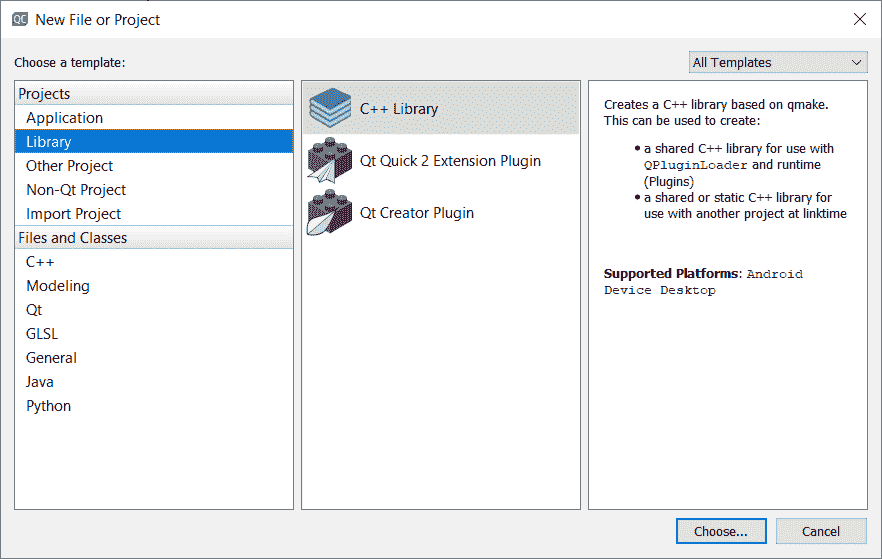 QC New File or Project
Choose a template:
All Templates
Projects
Application
Library
Other Project
Non-Qt Project
Import Project
Files and Classes
C++
Modeling
Qt
GLSL
General
Java
Python
C++ Library
Qt Quick 2 Extension Plugin
Qt Creator Plugin
Creates a C++ library based on qmake.
This can be used to create:
• a shared C++ library for use with
QPluginLoader and runtime
(Plugins)
• a shared or static C++ library for
use with another project at linktime
Supported Platforms: Android
Device Desktop
Choose...
Cancel